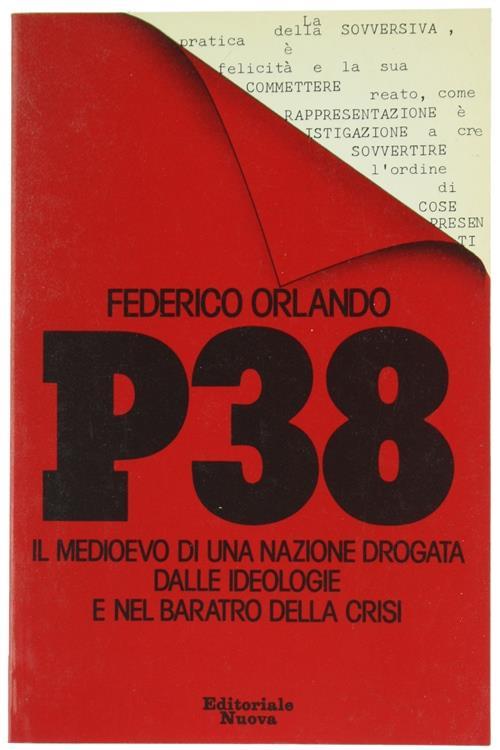 La
della SOVVERSIVA,
pratica
è
felicità e la sua
COMMETTERE
reato, come
RAPPRESENTAZIONE è
ISTIGAZIONE a cre
SOVVERTIRE
l'ordine
di
COSE
PRESEN
TI
FEDERICO ORLANDO
P38
IL MEDIOEVO DI UNA NAZIONE DROGATA
DALLE IDEOLOGIE
E NEL BARATRO DELLA CRISI
Editoriale
Nuova